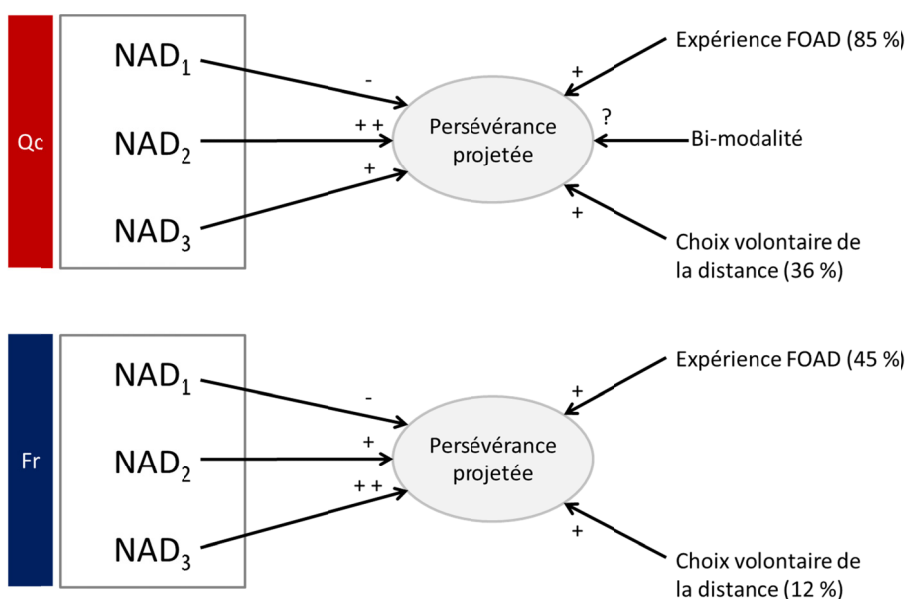 Qc
NAD1
NAD2
NAD3
-
+ +
+
Persévérance
projetée
+
?
+
Expérience FOAD (85 %)
Bi-modalité
Choix volontaire de
la distance (36 %)
Fr
NAD1
NAD2
NAD3
-
+
+ +
Persévérance
projetée
+
+
Expérience FOAD (45 %)
Choix volontaire de
la distance (12 %)